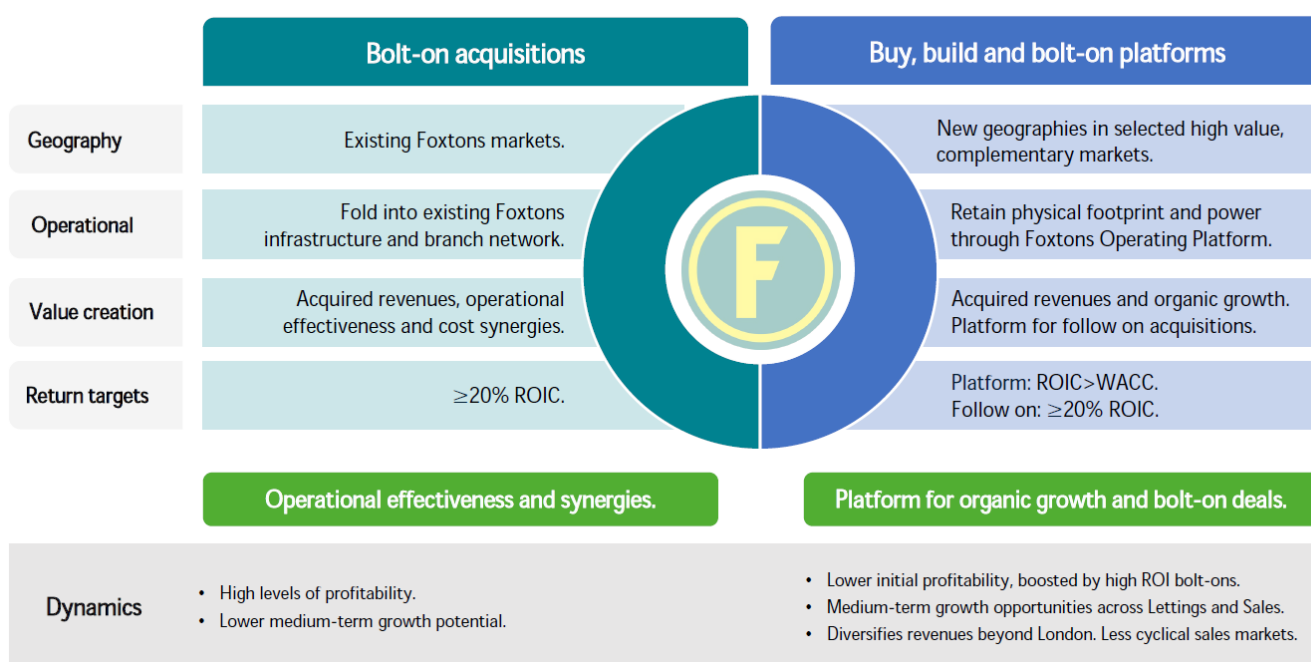 Bolt-on acquisitions
Buy, build and bolt-on platforms
Geography
Existing Foxtons markets.
New geographies in selected high value,
complementary markets.
Operational
Fold into existing Foxtons
infrastructure and branch network.
Retain physical footprint and power
through Foxtons Operating Platform.
Value creation
Acquired revenues, operational
effectiveness and cost synergies.
Acquired revenues and organic growth.
Platform for follow on acquisitions.
Return targets
≥20% ROIC.
Platform: ROIC>WACC.
Follow on: ≥20% ROIC.
F
Operational effectiveness and synergies.
Platform for organic growth and bolt-on deals.
Dynamics
• High levels of profitability.
• Lower medium-term growth potential.
• Lower initial profitability, boosted by high ROI bolt-ons.
• Medium-term growth opportunities across Lettings and Sales.
• Diversifies revenues beyond London. Less cyclical sales markets.